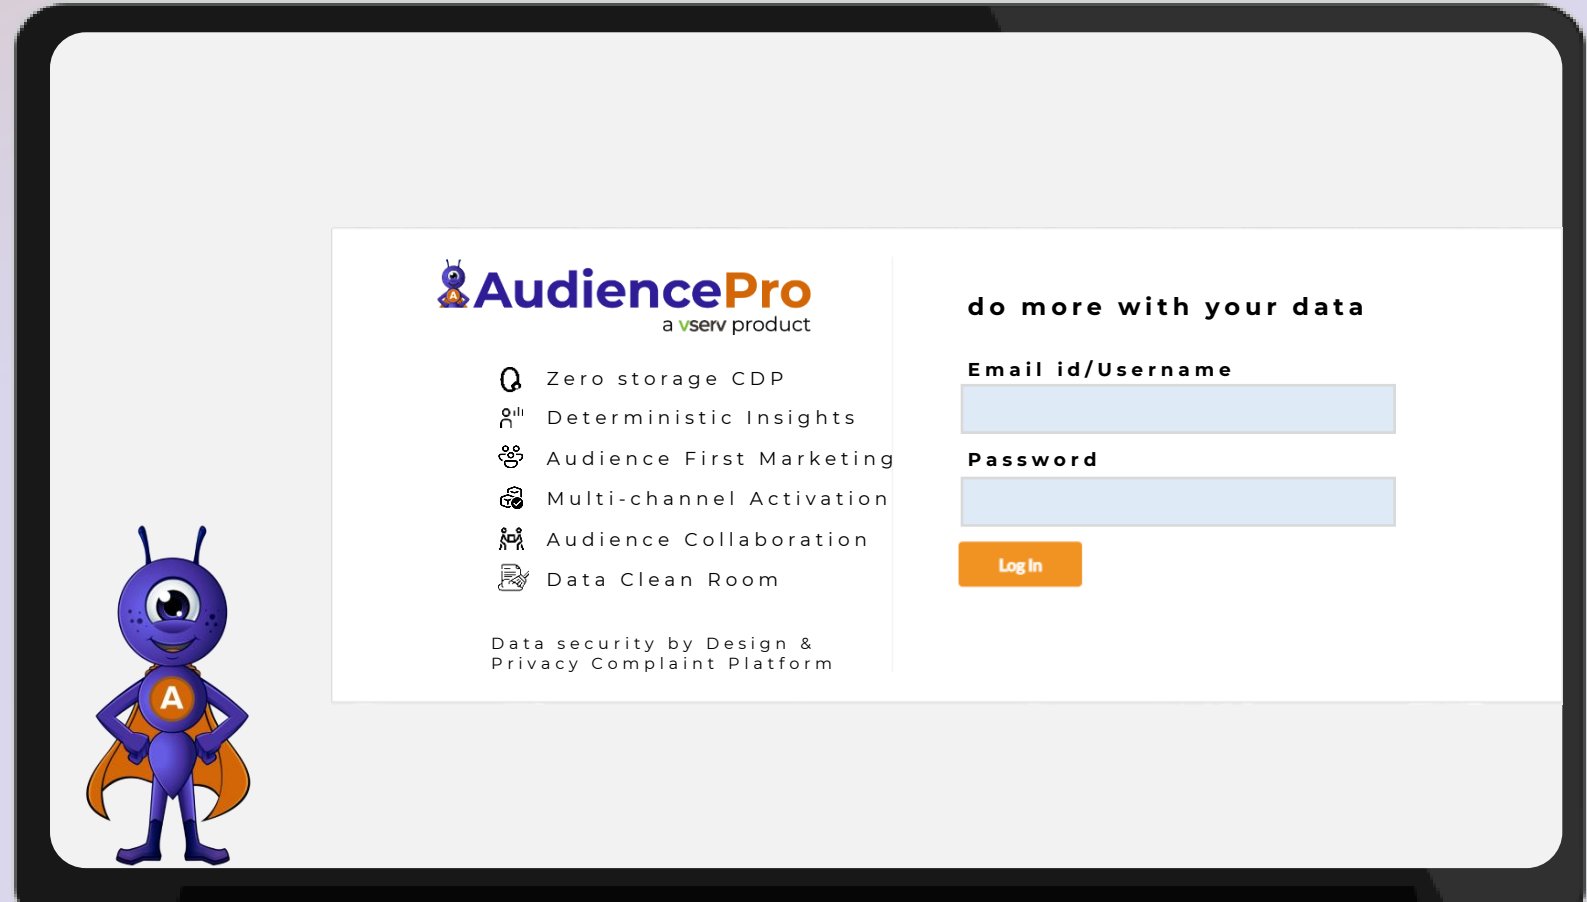 AudiencePro
a vserv product
Zero storage CDP
Deterministic Insights
Audience First Marketing
Multi-channel Activation
Audience Collaboration
Data Clean Room
Data security by Design &
Privacy Complaint Platform
do more with your data
Email id/Username
Password
Log In
A